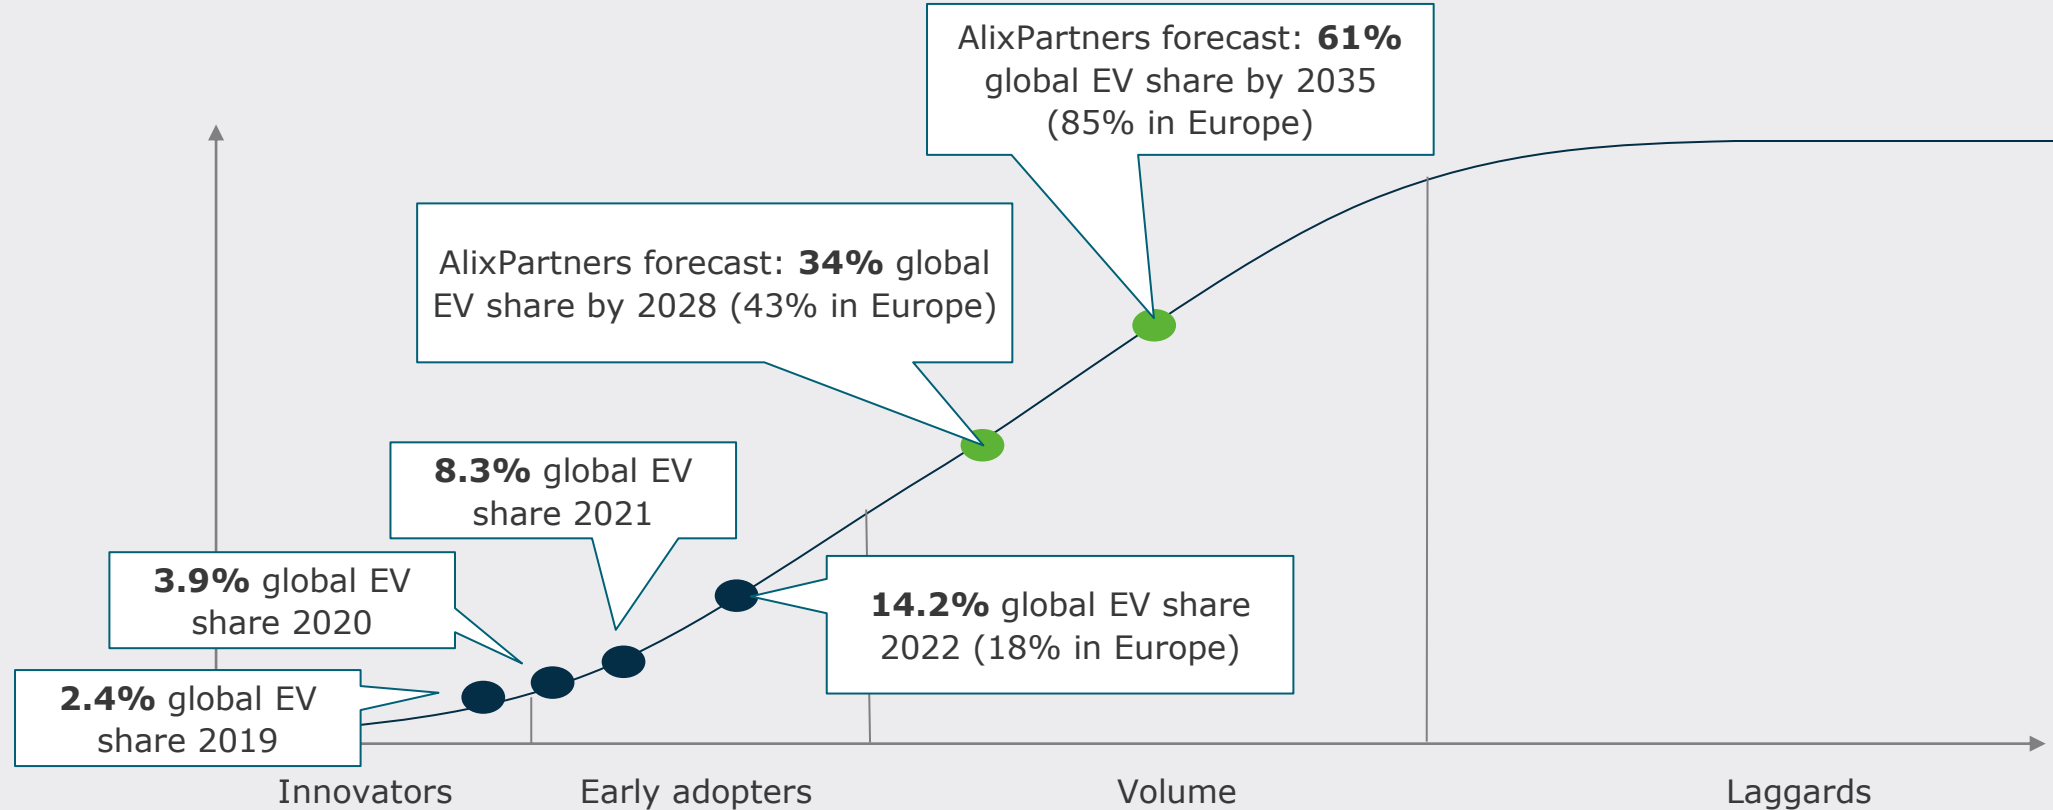 AlixPartners forecast: 61%
global EV share by 2035
(85% in Europe)
AlixPartners forecast: 34% global
EV share by 2028 (43% in Europe)
8.3% global EV
share 2021
3.9% global EV
share 2020
14.2% global EV share
2022 (18% in Europe)
2.4% global EV
share 2019
Innovators
Early adopters
Volume
Laggards